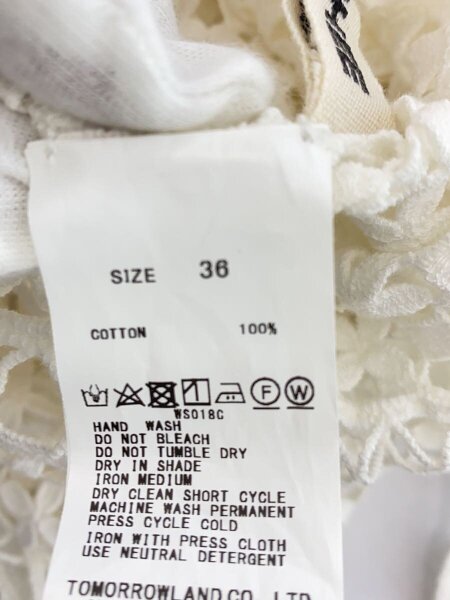 SIZE 36
COTTON 100%
F W
WS018C
HAND WASH
DO NOT BLEACH
DO NOT TUMBLE DRY
DRY IN SHADE
IRON MEDIUM
DRY CLEAN SHORT CYCLE
MACHINE WASH PERMANENT
PRESS CYCLE COLD
IRON WITH PRESS CLOTH
USE NEUTRAL DETERGENT
TOMORROWLAND CO., LTD